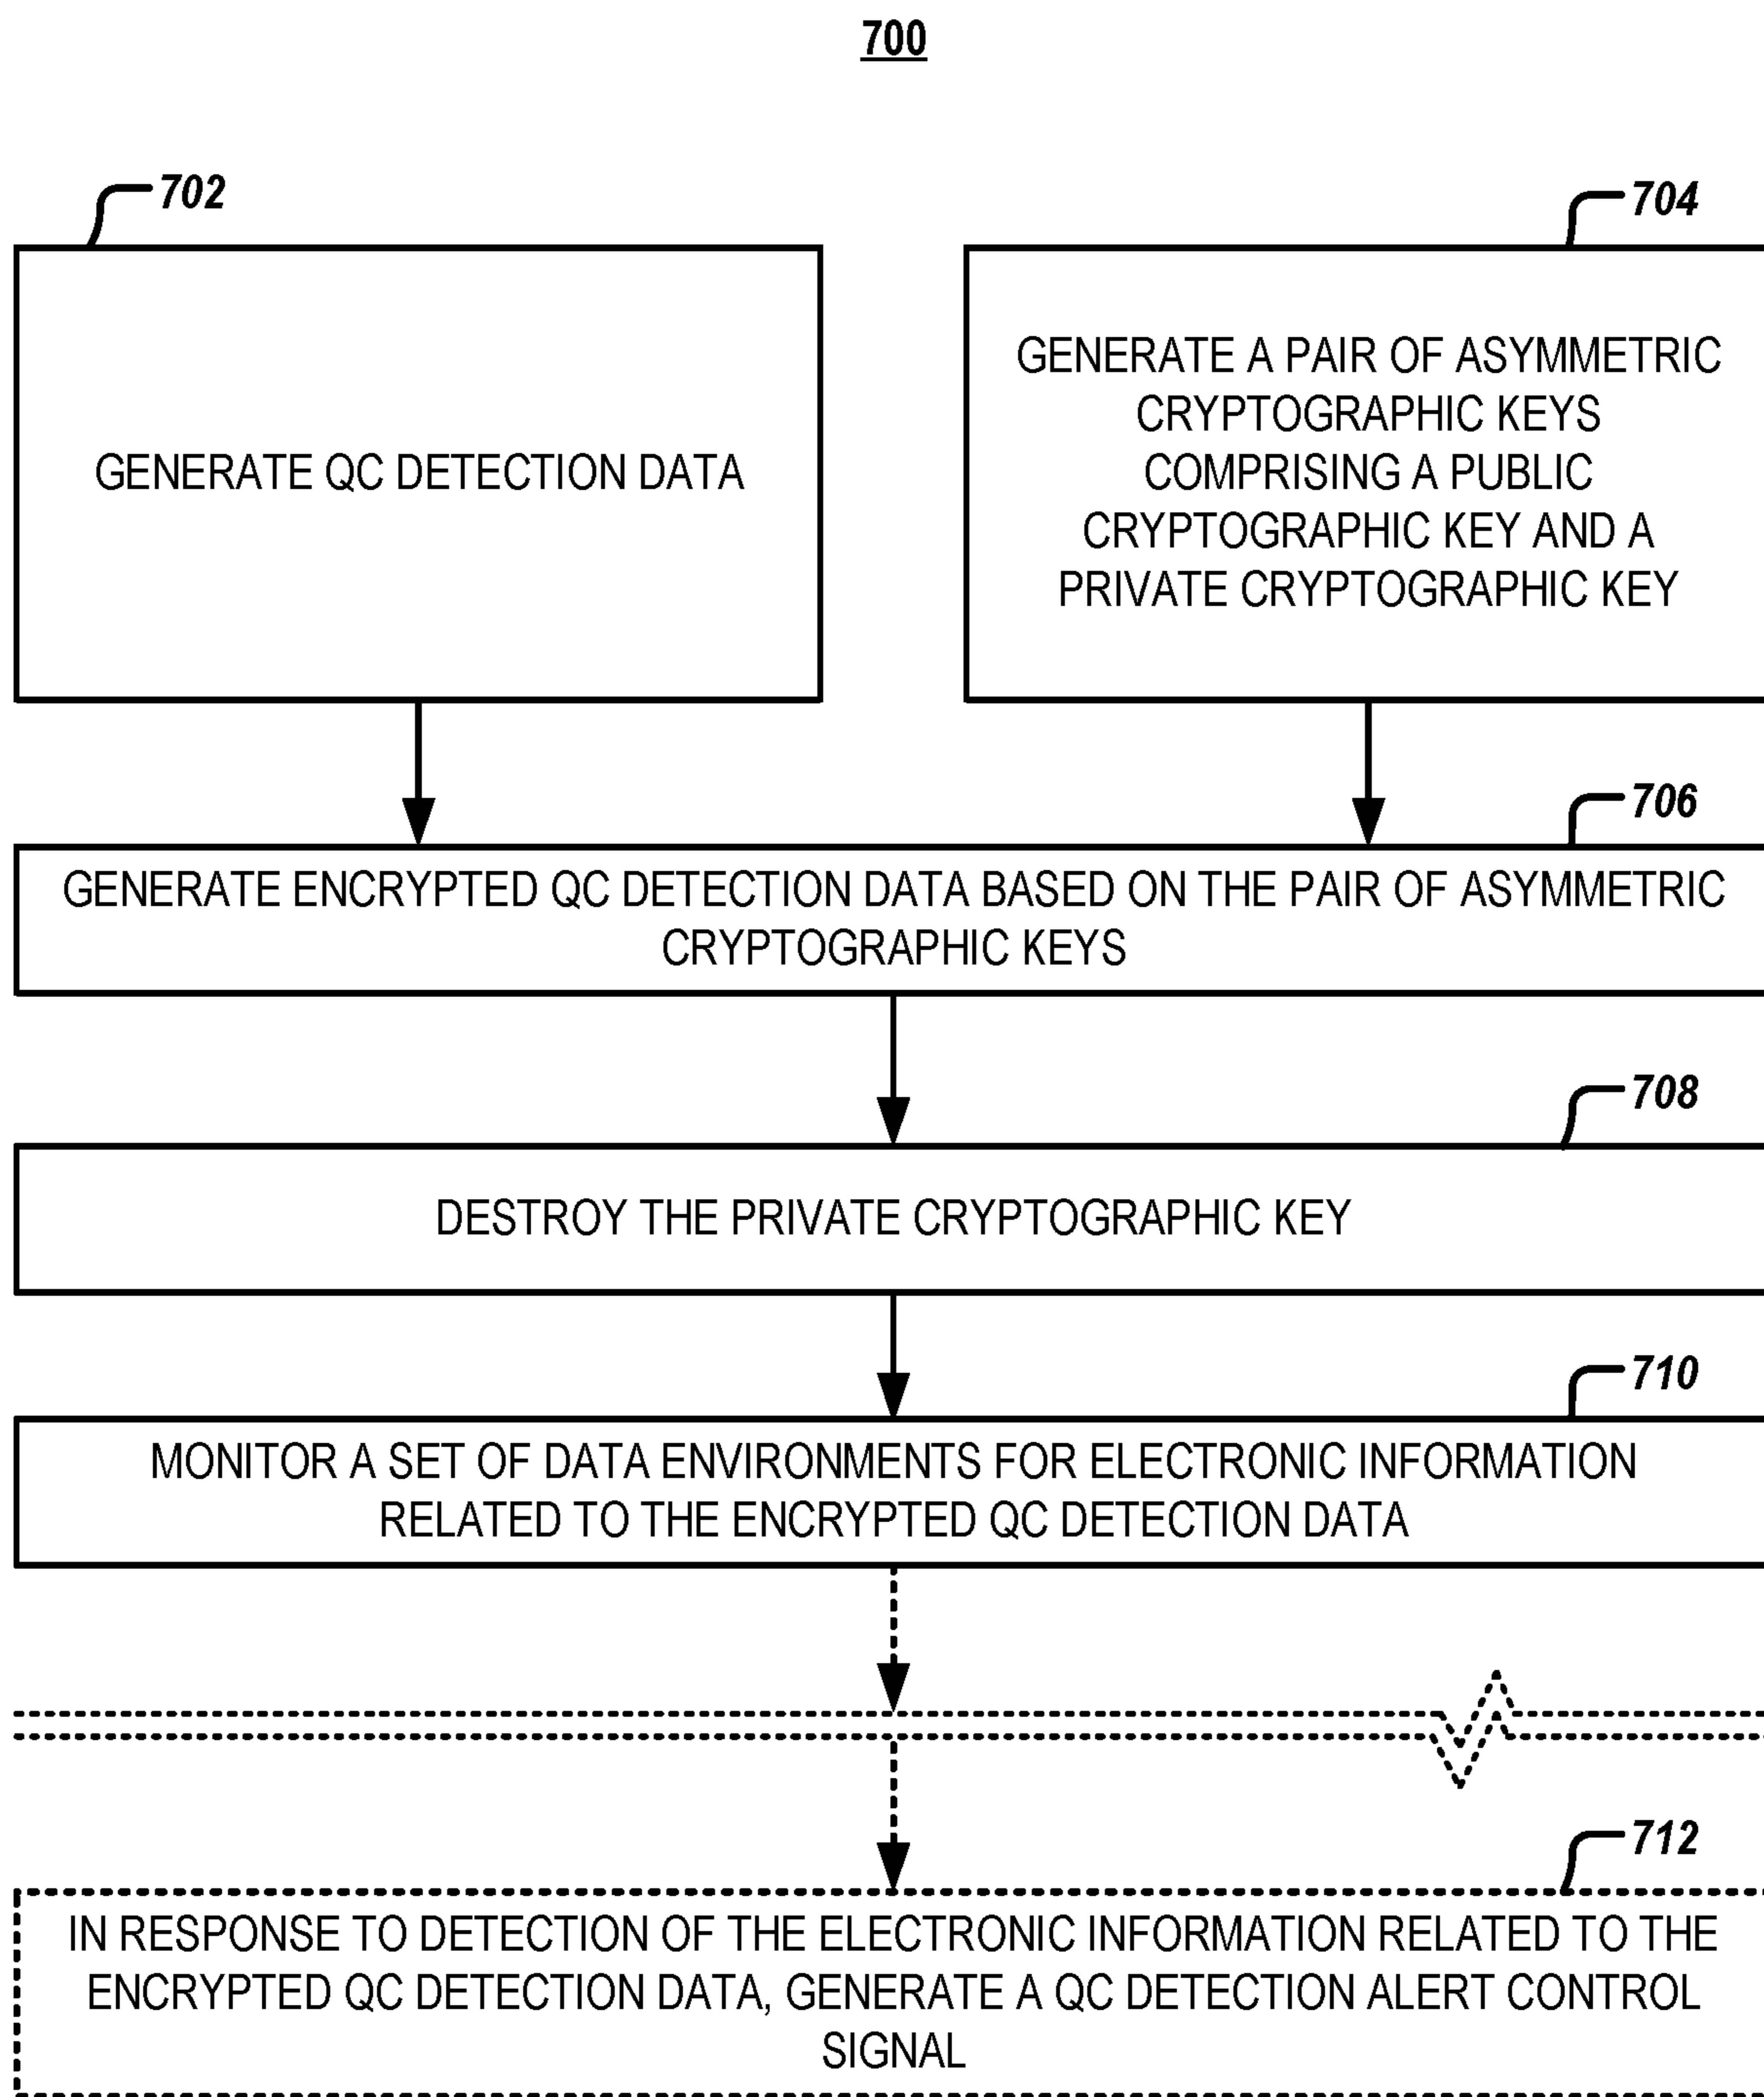 700
702
GENERATE QC DETECTION DATA
704
GENERATE A PAIR OF ASYMMETRIC
CRYPTOGRAPHIC KEYS
COMPRISING A PUBLIC
CRYPTOGRAPHIC KEY AND A
PRIVATE CRYPTOGRAPHIC KEY
706
GENERATE ENCRYPTED QC DETECTION DATA BASED ON THE PAIR OF ASYMMETRIC
CRYPTOGRAPHIC KEYS
708
DESTROY THE PRIVATE CRYPTOGRAPHIC KEY
710
MONITOR A SET OF DATA ENVIRONMENTS FOR ELECTRONIC INFORMATION
RELATED TO THE ENCRYPTED QC DETECTION DATA
712
IN RESPONSE TO DETECTION OF THE ELECTRONIC INFORMATION RELATED TO THE
ENCRYPTED QC DETECTION DATA, GENERATE A QC DETECTION ALERT CONTROL
SIGNAL